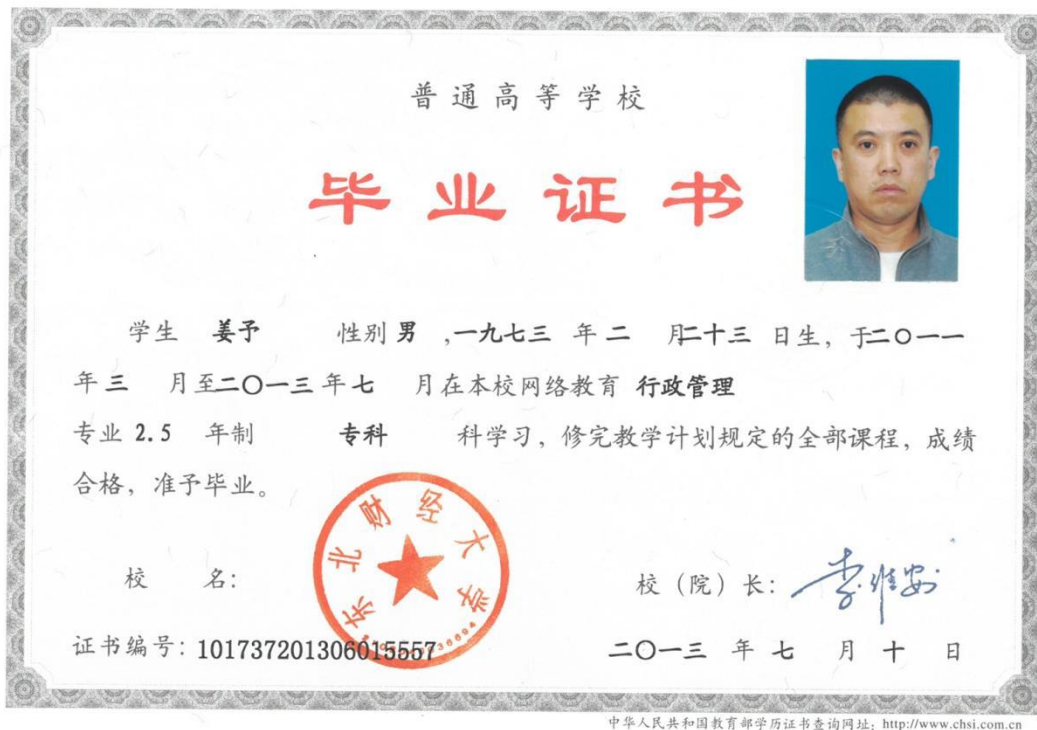 普通高等学校
毕业证书
学生 姜予 性别 男 ,一九七三 年 二 月二十三 日生, 于二〇一一
年 三 月至二〇一三 年 七 月在本校网络教育 行政管理
专业 2.5 年制 专科 科学习, 修完教学计划规定的全部课程, 成绩
合格, 准予毕业。
东北财经大学
校 名:
校(院)长: 李维安
证书编号: 101737201306015557
二〇一三 年 七 月 十 日
中华人民共和国教育部学历证书查询网址: http://www.chsi.com.cn